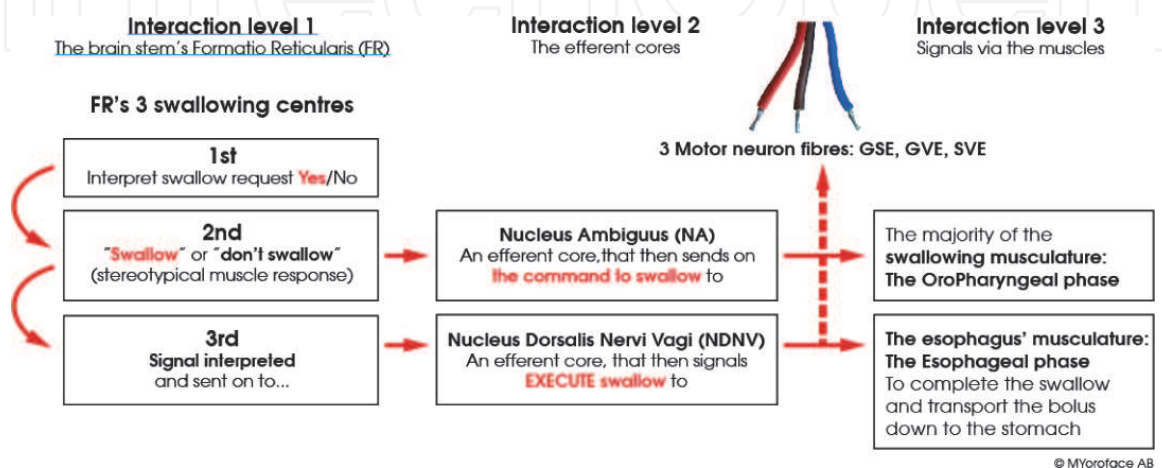 Interaction level 1
The brain stem's Formatio Reticularis (FR)
Interaction level 2
The efferent cores
Interaction level 3
Signals via the muscles
FR's 3 swallowing centres
3 Motor neuron fibres: GSE, GVE, SVE
1st
Interpret swallow request Yes/No
2nd
"Swallow" or "don't swallow"
(stereotypical muscle response)
Nucleus Ambiguus (NA)
An efferent core,that then sends on
the command to swallow to
The majority of the
swallowing musculature:
The OroPharyngeal phase
3rd
Signal interpreted
and sent on to...
Nucleus Dorsalis Nervi Vagi (NDNV)
An efferent core, that then signals
EXECUTE swallow to
The esophagus' musculature:
The Esophageal phase
To complete the swallow
and transport the bolus
down to the stomach
© MYoroface AB